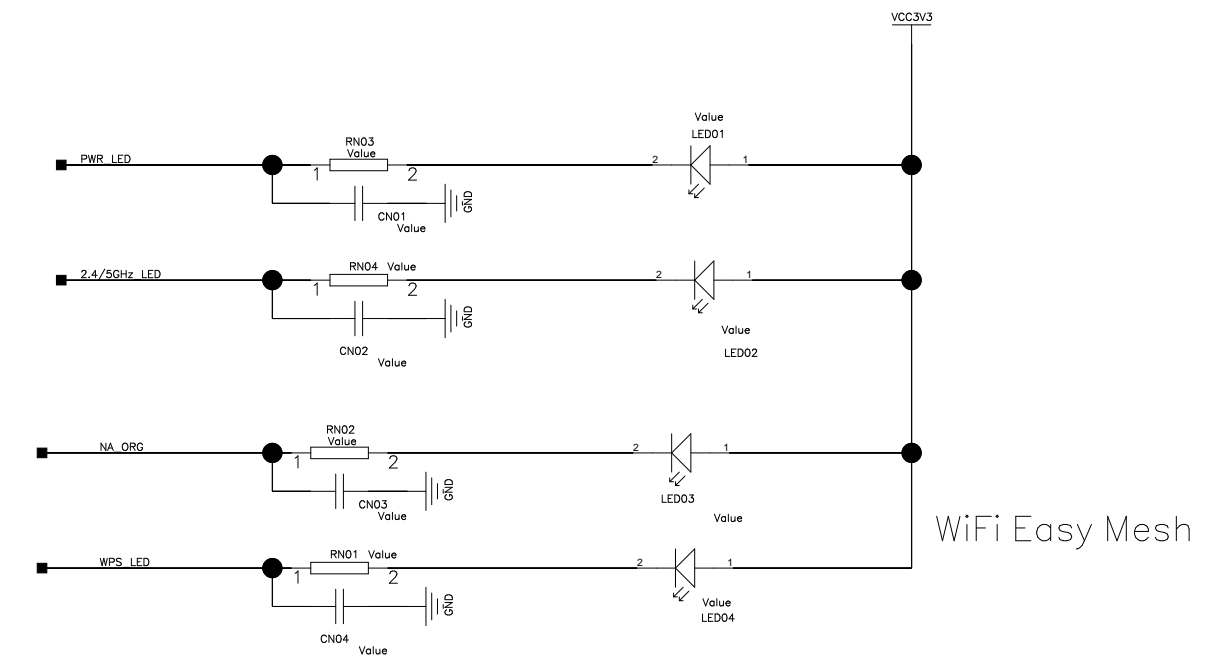 VCC3V3
Value
LED01
PWR_LED
RN03
Value
1
2
2
1
CN01
Value
GND
2.4/5GHz_LED
RN04 Value
1
2
2
1
CN02
Value
GND
Value
LED02
NA_ORG
RN02
Value
1
2
2
1
CN03
Value
GND
LED03
Value
WiFi Easy Mesh
WPS_LED
RN01 Value
1
2
2
1
CN04
Value
GND
Value
LED04